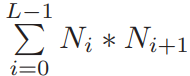 L−1
∑ N_i ∗ N_{i+1}
i=0